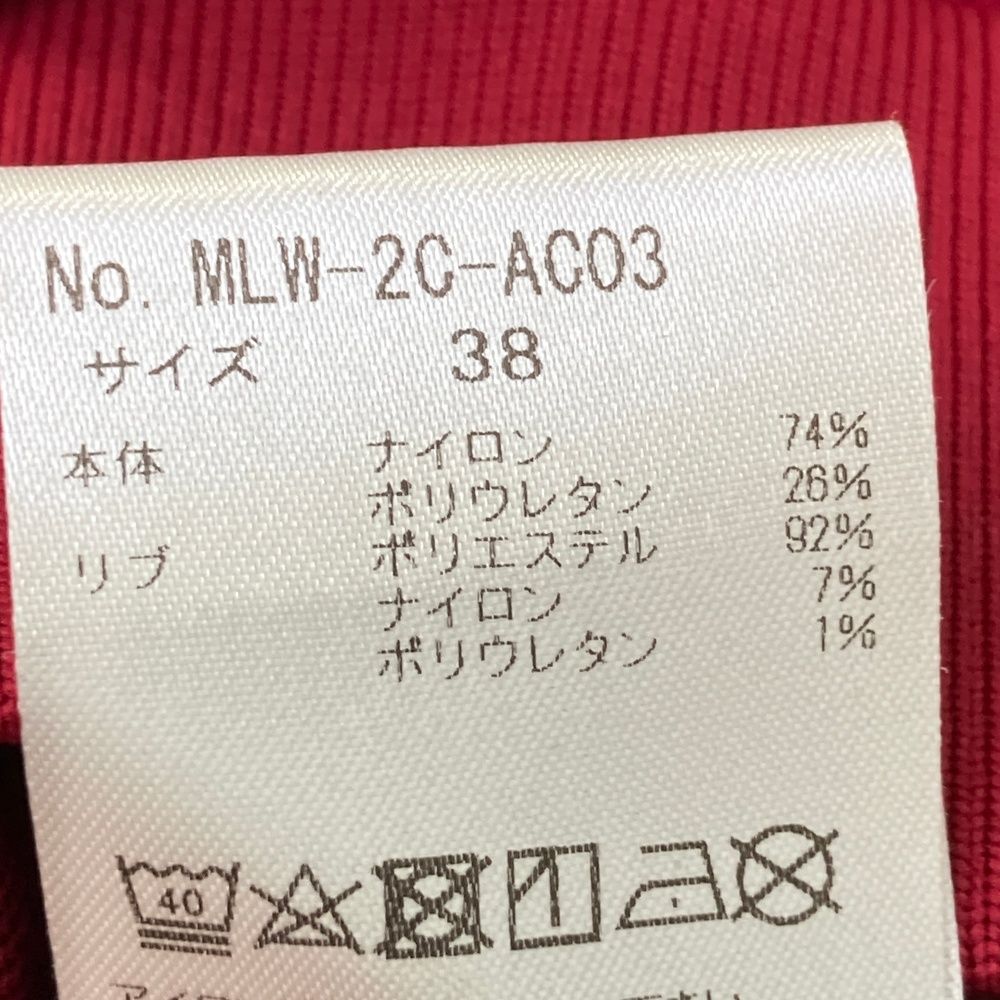 No. MLW-2C-AC03
サイズ 38
本体 ナイロン 74%
ポリウレタン 26%
リブ ポリエステル 92%
ナイロン 7%
ポリウレタン 1%
40